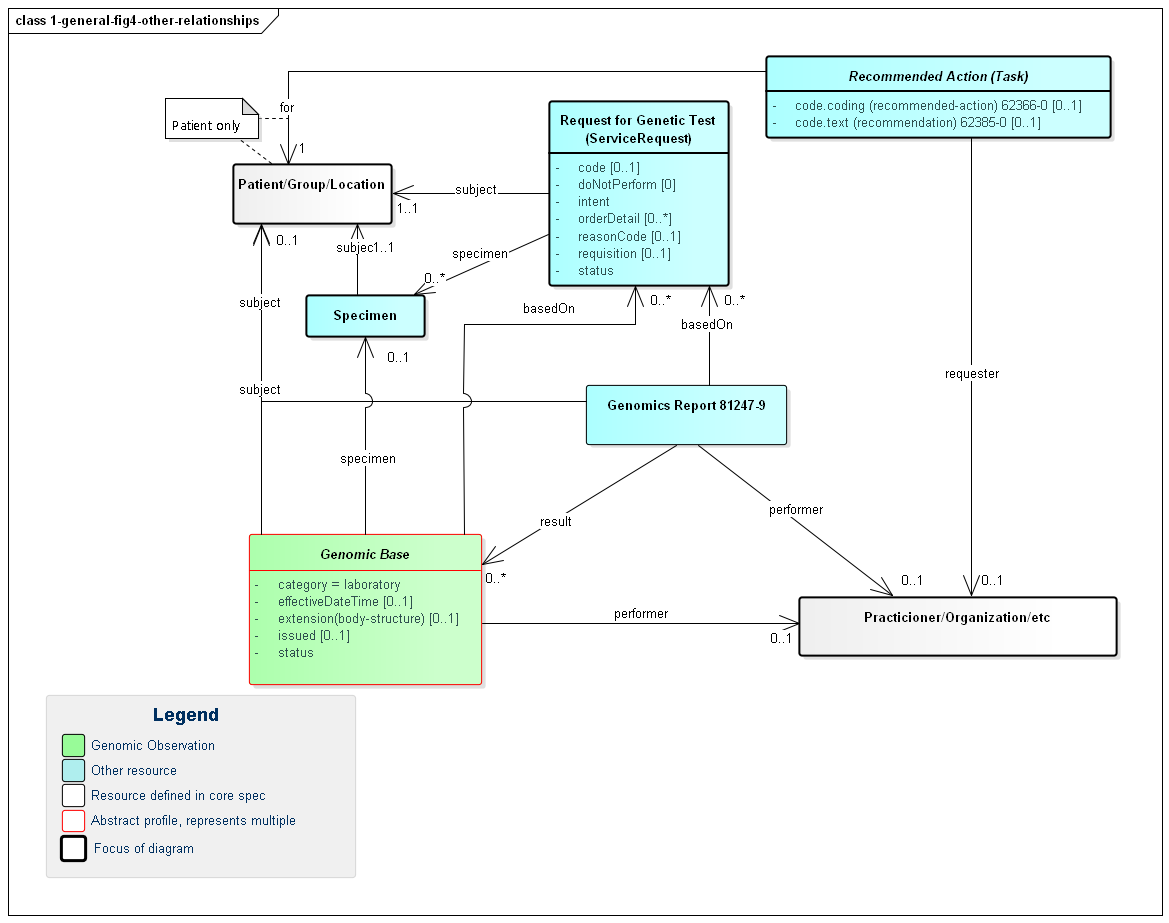 class 1-general-fig4-other-relationships
Recommended Action (Task)
- code.coding (recommended-action) 62366-0 [0..1]
- code.text (recommendation) 62385-0 [0..1]
for
Patient only
1
Request for Genetic Test
(ServiceRequest)
- code [0..1]
- doNotPerform [0]
- intent
- orderDetail [0..*]
- reasonCode [0..1]
- requisition [0..1]
- status
Patient/Group/Location
subject
1..1
0..1
subjec1..1
specimen
0..*
subject
Specimen
basedOn
0..*
0..*
basedOn
0..1
requester
subject
Genomics Report 81247-9
specimen
performer
result
Genomic Base
- category = laboratory
- effectiveDateTime [0..1]
- extension(body-structure) [0..1]
- issued [0..1]
- status
0..*
0..1
0..1
performer
0..1
Practicioner/Organization/etc
Legend
Genomic Observation
Other resource
Resource defined in core spec
Abstract profile, represents multiple
Focus of diagram